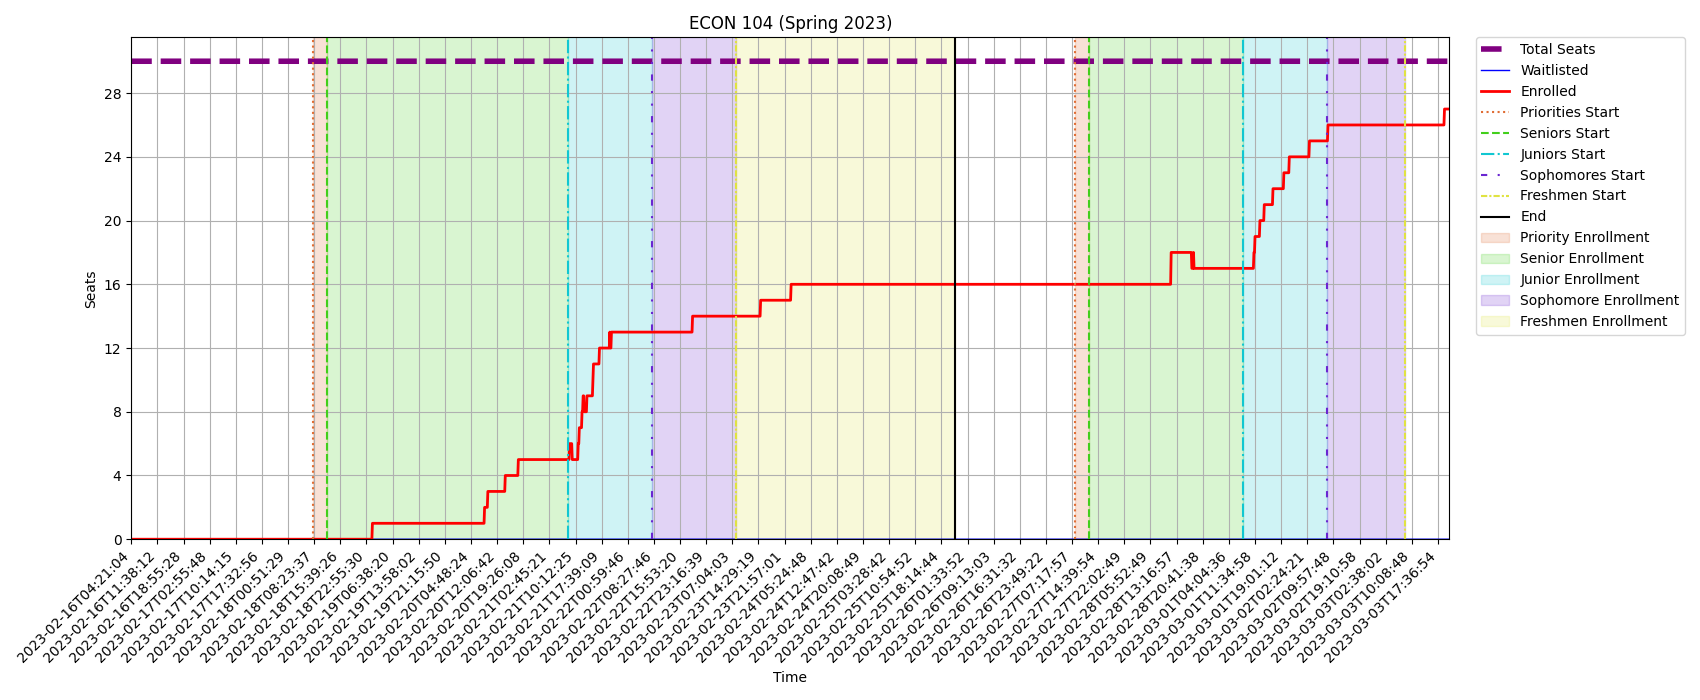 ECON 104 (Spring 2023)
Total Seats
Waitlisted
Enrolled
Priorities Start
Seniors Start
Juniors Start
Sophomores Start
Freshmen Start
End
Priority Enrollment
Senior Enrollment
Junior Enrollment
Sophomore Enrollment
Freshmen Enrollment
Seats
28
24
20
16
12
8
4
0
2023-02-16T04:21:04
2023-02-16T11:38:12
2023-02-16T18:55:28
2023-02-17T02:55:48
2023-02-17T10:14:15
2023-02-17T17:32:56
2023-02-18T00:51:29
2023-02-18T08:23:37
2023-02-18T15:39:26
2023-02-18T22:55:30
2023-02-19T06:38:20
2023-02-19T13:58:02
2023-02-19T21:15:50
2023-02-20T04:48:24
2023-02-20T12:06:42
2023-02-20T19:26:08
2023-02-21T02:45:21
2023-02-21T10:12:25
2023-02-21T17:39:09
2023-02-22T00:59:46
2023-02-22T08:27:46
2023-02-22T15:53:20
2023-02-22T23:16:39
2023-02-23T07:04:03
2023-02-23T14:29:19
2023-02-23T21:57:01
2023-02-24T05:24:48
2023-02-24T12:47:42
2023-02-24T20:08:49
2023-02-25T03:28:42
2023-02-25T10:54:52
2023-02-25T18:14:44
2023-02-26T01:33:52
2023-02-26T09:13:03
2023-02-26T16:31:32
2023-02-26T23:49:22
2023-02-27T07:17:57
2023-02-27T14:39:54
2023-02-27T22:02:49
2023-02-28T05:52:49
2023-02-28T13:16:57
2023-02-28T20:41:38
2023-03-01T04:04:36
2023-03-01T11:34:58
2023-03-01T19:01:12
2023-03-02T02:24:21
2023-03-02T09:57:48
2023-03-02T19:10:58
2023-03-03T02:38:02
2023-03-03T10:08:48
2023-03-03T17:36:54
Time